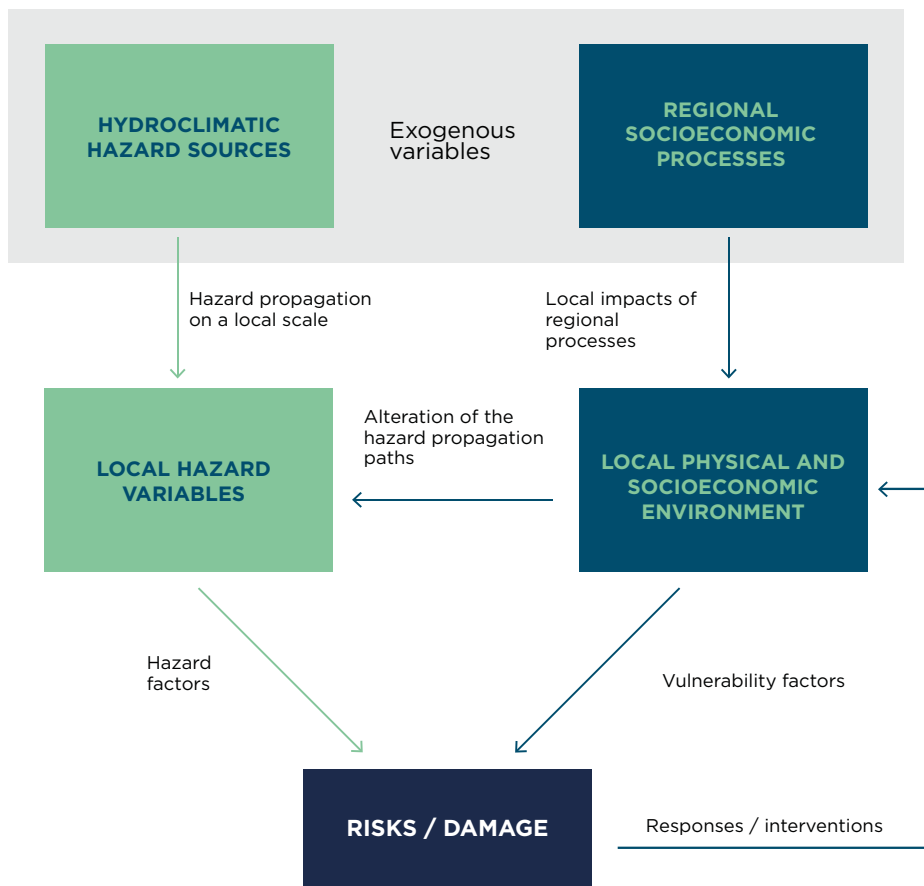 HYDROCLIMATIC
HAZARD SOURCES
Exogenous
variables
REGIONAL
SOCIOECONOMIC
PROCESSES
Hazard propagation
on a local scale
Local impacts of
regional
processes
LOCAL HAZARD
VARIABLES
Alteration of the
hazard propagation
paths
LOCAL PHYSICAL AND
SOCIOECONOMIC
ENVIRONMENT
Hazard
factors
Vulnerability factors
RISKS / DAMAGE
Responses / interventions